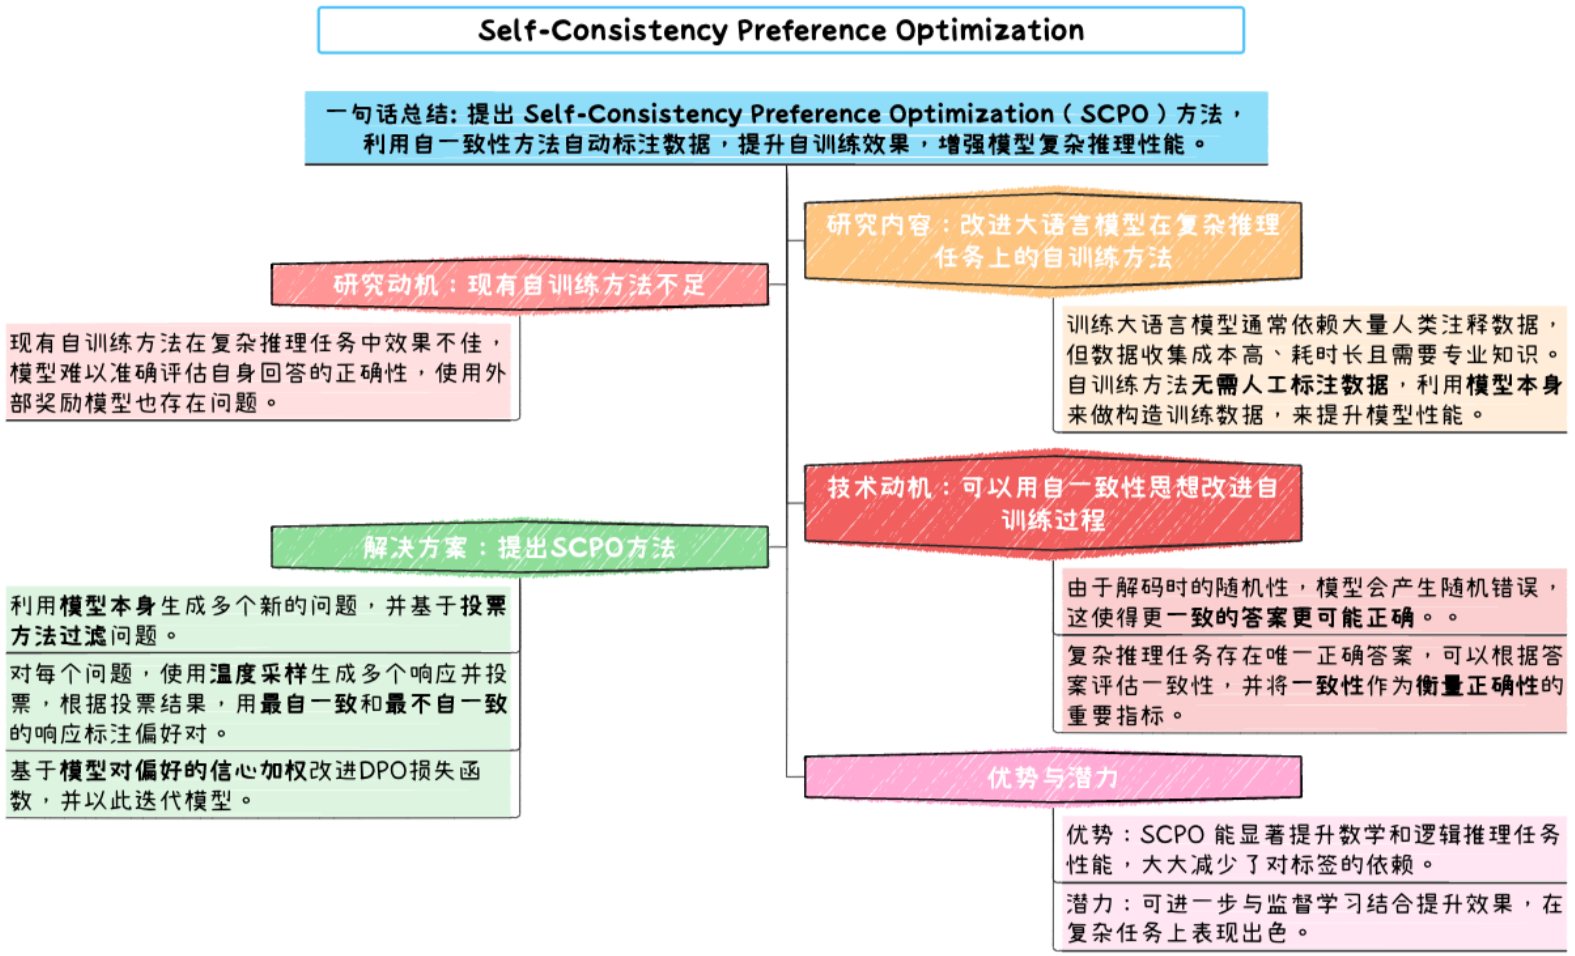 Self-Consistency Preference Optimization
一句话总结: 提出 Self-Consistency Preference Optimization（SCPO）方法，
利用自一致性方法自动标注数据，提升自训练效果，增强模型复杂推理性能。
研究内容：改进大语言模型在复杂推理
任务上的自训练方法
训练大语言模型通常依赖大量人类注释数据，
但数据收集成本高、耗时长且需要专业知识。
自训练方法无需人工标注数据，利用模型本身
来做构造训练数据，来提升模型性能。
研究动机：现有自训练方法不足
现有自训练方法在复杂推理任务中效果不佳，
模型难以准确评估自身回答的正确性，使用外
部奖励模型也存在问题。
技术动机：可以用自一致性思想改进自
训练过程
由于解码时的随机性，模型会产生随机错误，
这使得更一致的答案更可能正确。。
复杂推理任务存在唯一正确答案，可以根据答
案评估一致性，并将一致性作为衡量正确性的
重要指标。
解决方案：提出SCPO方法
利用模型本身生成多个新的问题，并基于投票
方法过滤问题。
对每个问题，使用温度采样生成多个响应并投
票，根据投票结果，用最自一致和最不自一致
的响应标注偏好对。
基于模型对偏好的信心加权改进DPO损失函
数，并以此迭代模型。
优势与潜力
优势：SCPO 能显著提升数学和逻辑推理任务
性能，大大减少了对标签的依赖。
潜力：可进一步与监督学习结合提升效果，在
复杂任务上表现出色。